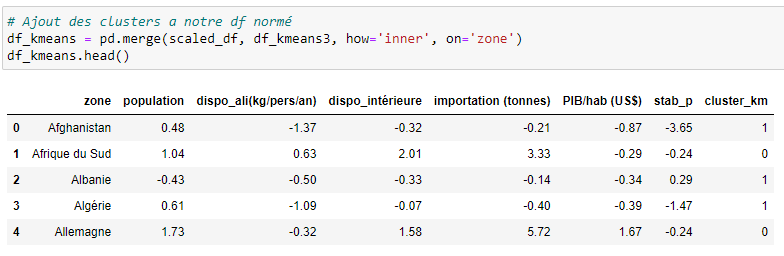 # Ajout des clusters a notre df normé
df_kmeans = pd.merge(scaled_df, df_kmeans3, how='inner', on='zone')
df_kmeans.head()
zone population dispo_ali(kg/pers/an) dispo_intérieure importation (tonnes) PIB/hab (US$) stab_p cluster_km
0 Afghanistan 0.48 -1.37 -0.32 -0.21 -0.87 -3.65 1
1 Afrique du Sud 1.04 0.63 2.01 3.33 -0.29 -0.24 0
2 Albanie -0.43 -0.50 -0.33 -0.14 -0.34 0.29 1
3 Algérie 0.61 -1.09 -0.07 -0.40 -0.39 -1.47 1
4 Allemagne 1.73 -0.32 1.58 5.72 1.67 -0.24 0